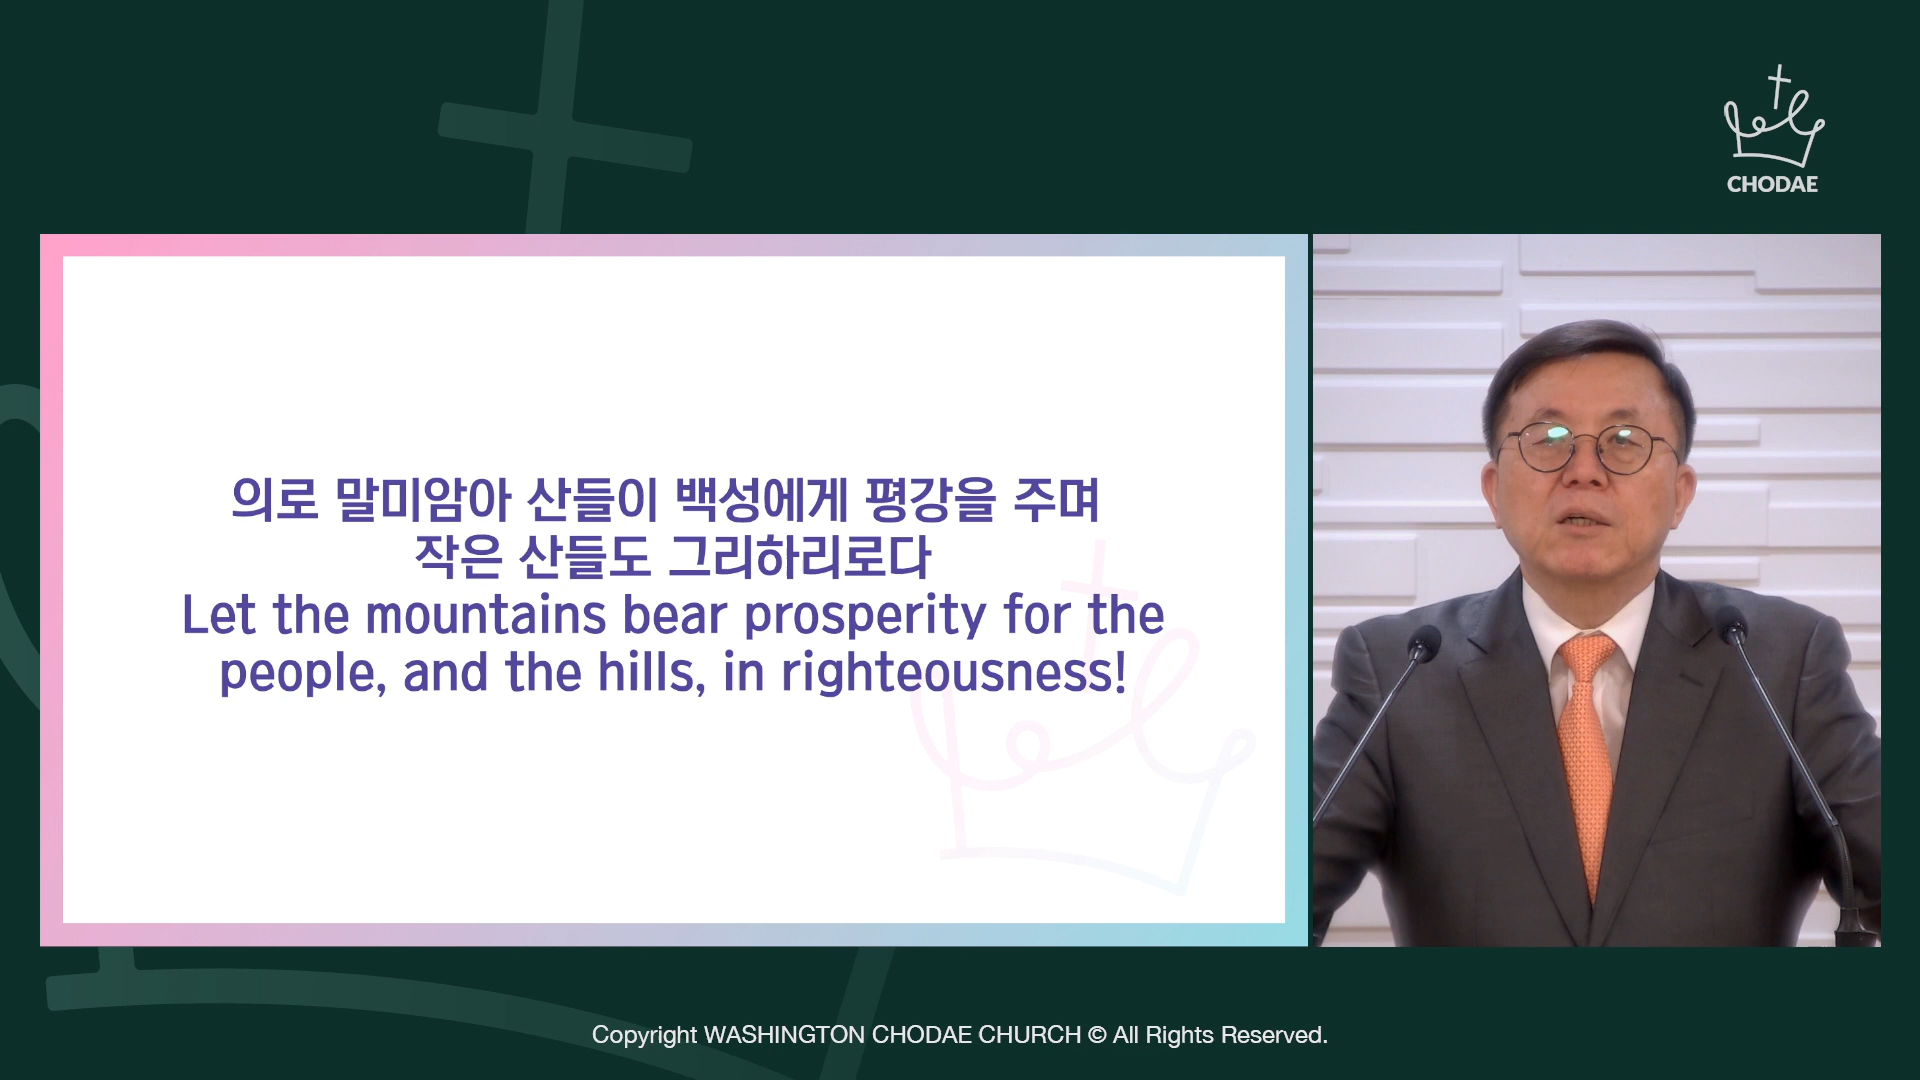 CHODAE
의로 말미암아 산들이 백성에게 평강을 주며
작은 산들도 그리하리로다
Let the mountains bear prosperity for the
people, and the hills, in righteousness!
Copyright WASHINGTON CHODAE CHURCH © All Rights Reserved.